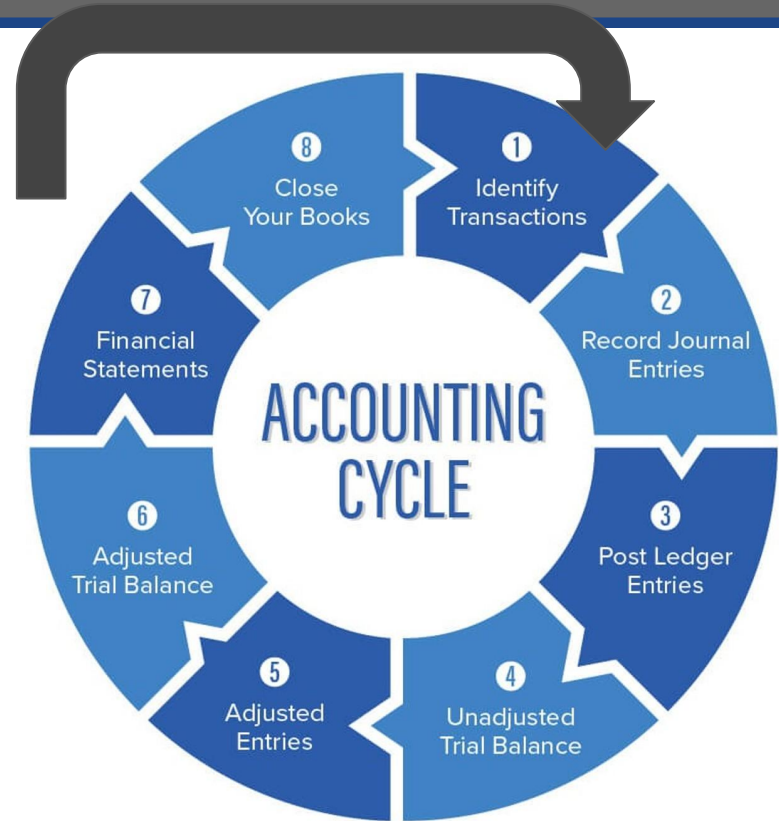 ACCOUNTING
CYCLE
1
Identify
Transactions
2
Record Journal
Entries
3
Post Ledger
Entries
4
Unadjusted
Trial Balance
5
Adjusted
Entries
6
Adjusted
Trial Balance
7
Financial
Statements
8
Close
Your Books